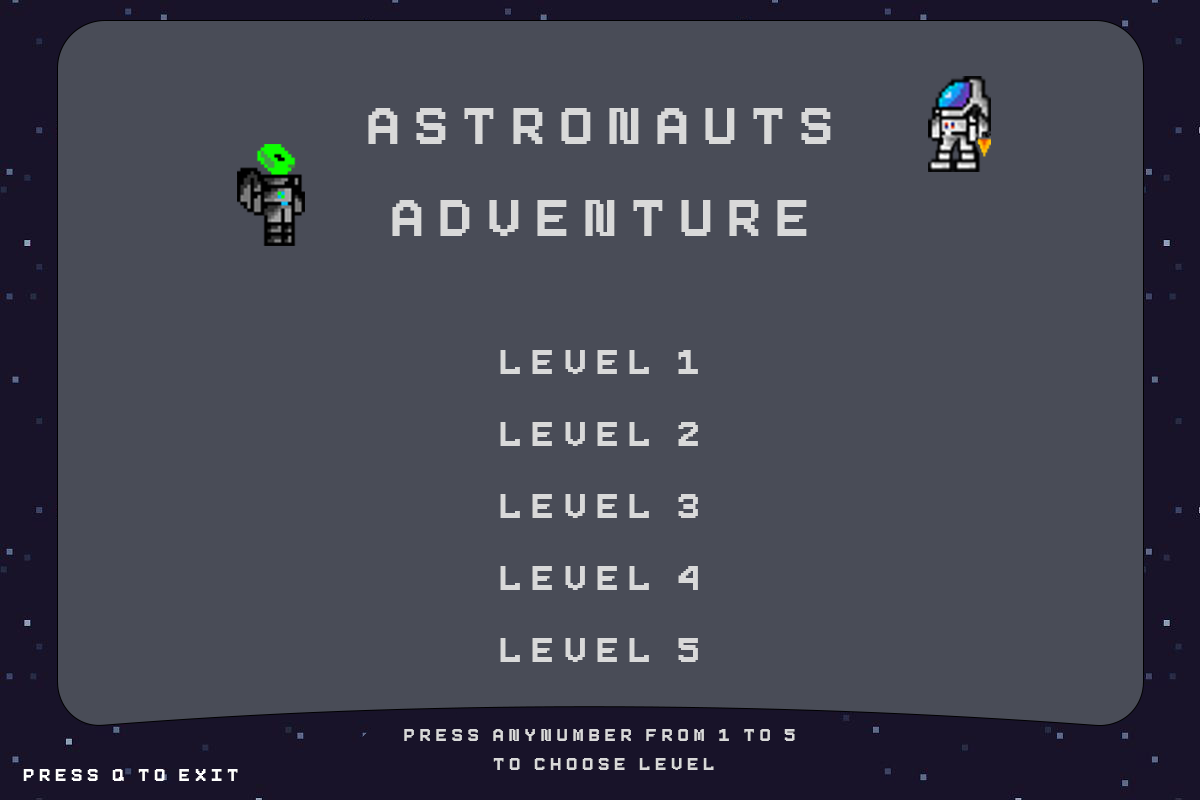 ASTRONAUTS
ADVENTURE
LEVEL 1
LEVEL 2
LEVEL 3
LEVEL 4
LEVEL 5
PRESS ANYNUMBER FROM 1 TO 5
TO CHOOSE LEVEL
PRESS Q TO EXIT